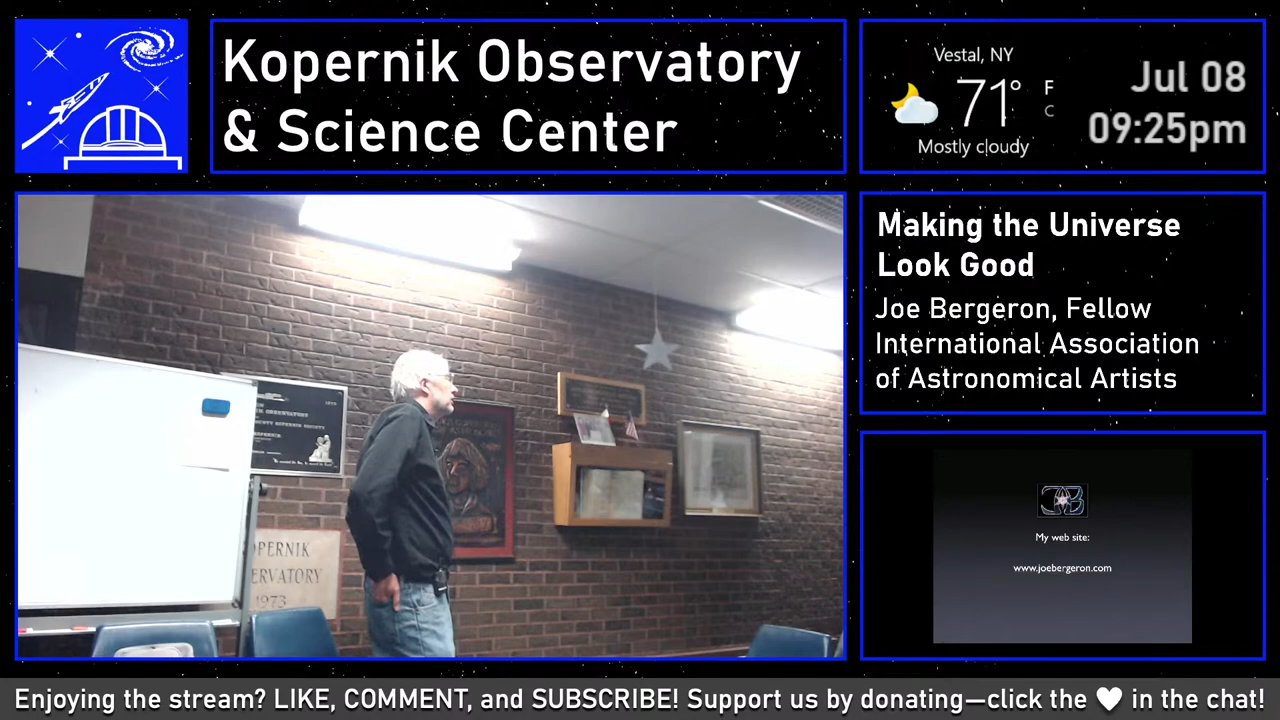 Kopernik Observatory
& Science Center
Vestal, NY
71°
F
C
Mostly cloudy
Jul 08
09:25pm
Making the Universe
Look Good
Joe Bergeron, Fellow
International Association
of Astronomical Artists
OBSERVATORY
OPERNIK
ERVATORY
1973
My web site:
www.joebergeron.com
Enjoying the stream? LIKE, COMMENT, and SUBSCRIBE! Support us by donating—click the ♥ in the chat!